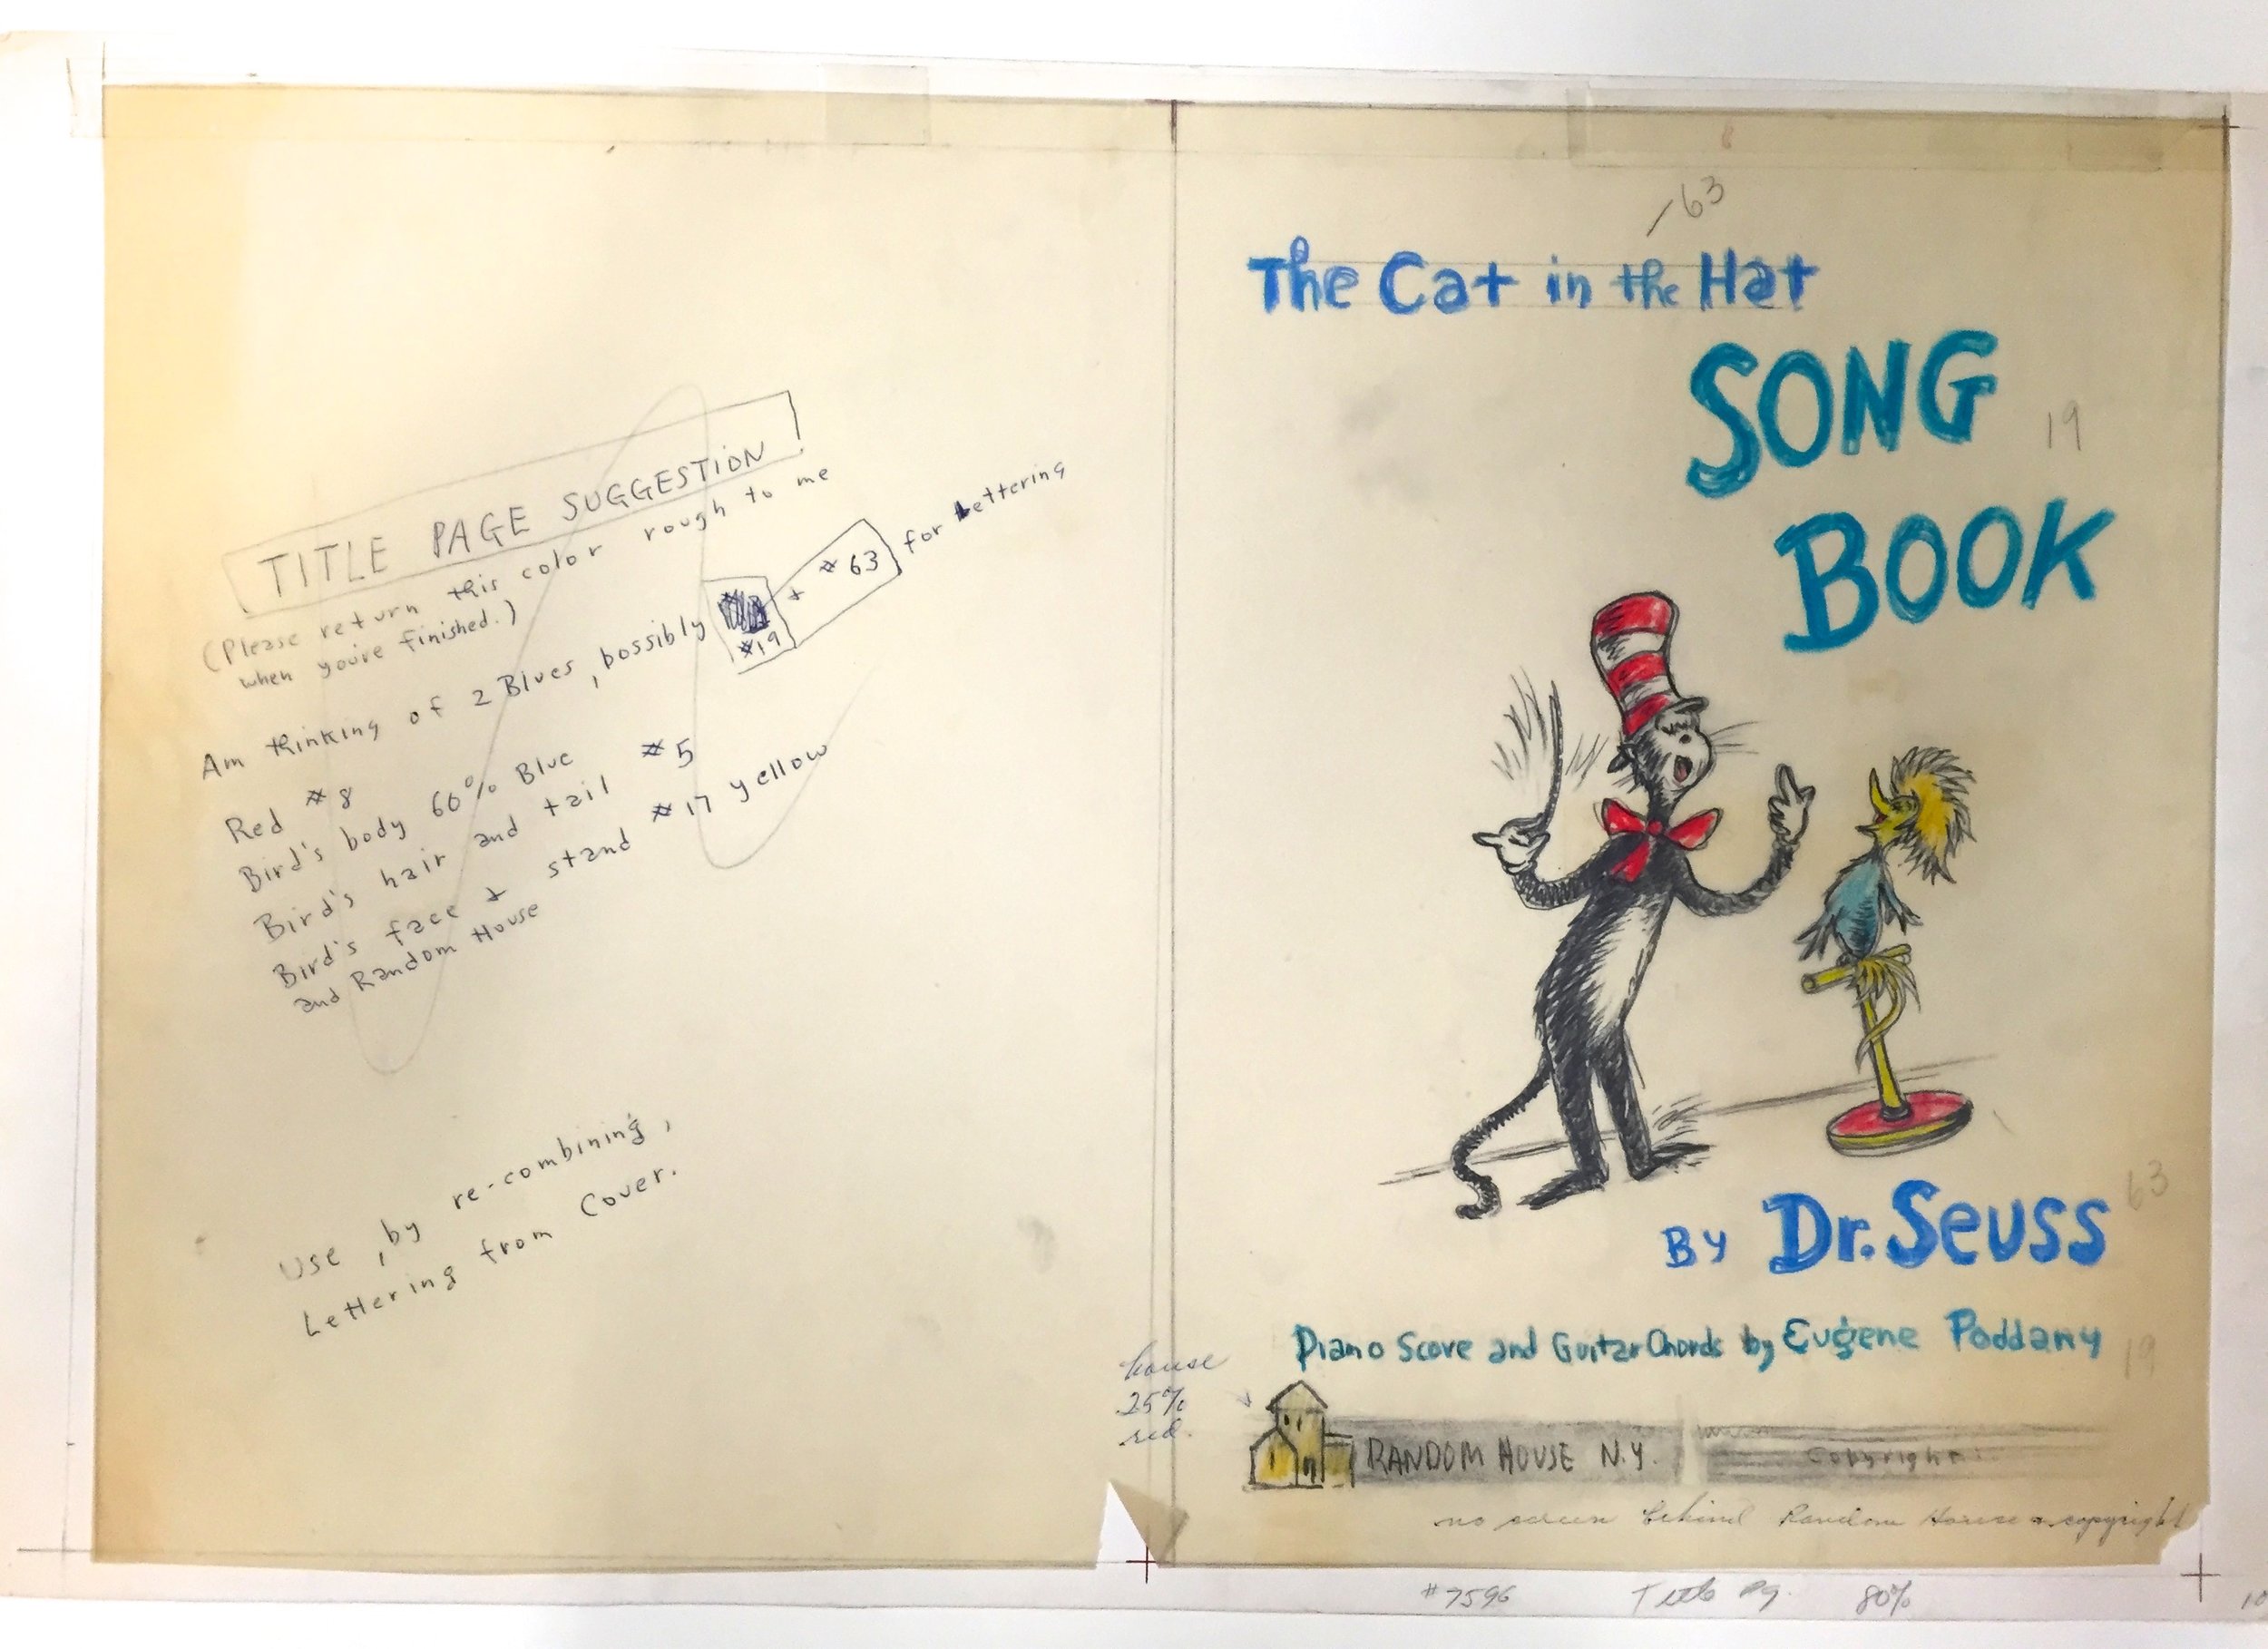 TITLE PAGE SUGGESTION
(Please return this color rough to me
when you're finished.)
Am thinking of 2 Blues, possibly #19 + #63 for Lettering
Red #8
Bird's body 60% Blue
Bird's hair and tail #5
Bird's face + stand #17 yellow
and Random House
Use, by re-combining,
Lettering from Cover.
63
The Cat in the Hat
SONG
19
BOOK
63
By Dr. Seuss
Piano Score and Guitar Chords by Eugene Poddany
19
house
25%
red.
RANDOM HOUSE N.Y.
Copyright
no screen behind Random House & copyright
#7596 Title Pg. 80%